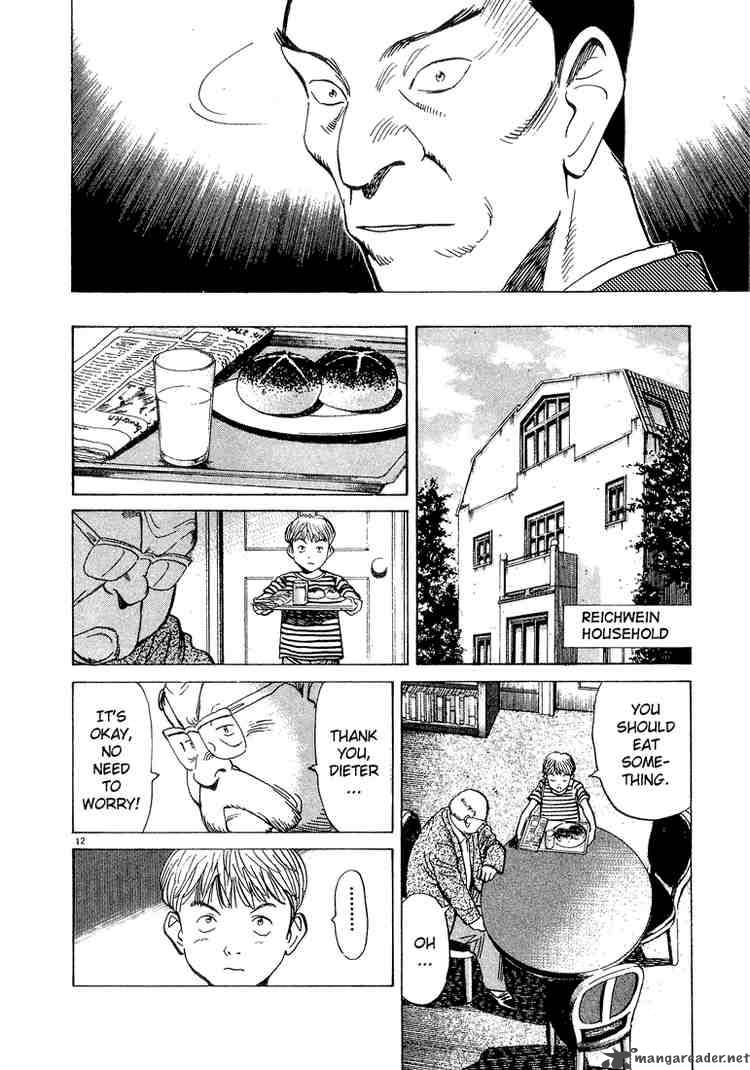 REICHWEIN
HOUSEHOLD
YOU
SHOULD
EAT
SOME-
THING.
OH
...
THANK
YOU,
DIETER
...
IT'S
OKAY,
NO
NEED
TO
WORRY!
12
........
mangareader.net